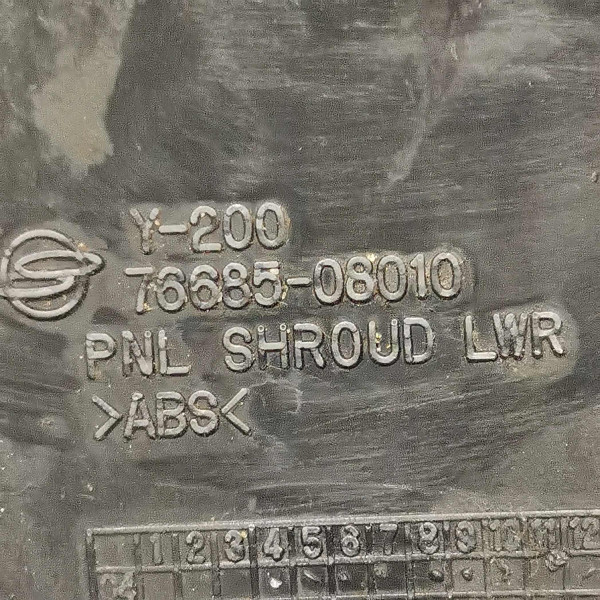 Y-200
76685-08010
PNL SHROUD LWR
>ABS<
1 2 3 4 5 6 7 8 9 10 11 12